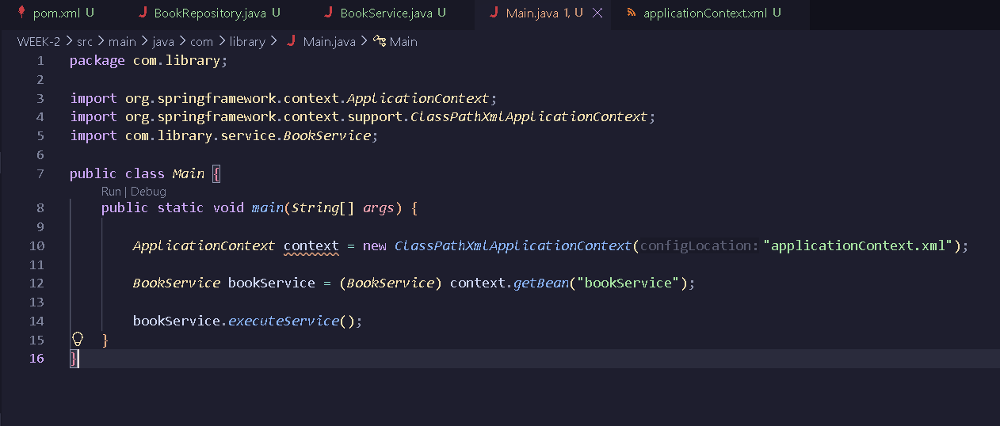 pom.xml U BookRepository.java U BookService.java U Main.java 1, U applicationContext.xml U
WEEK-2 > src > main > java > com > library > Main.java > Main
1 package com.library;
2
3 import org.springframework.context.ApplicationContext;
4 import org.springframework.context.support.ClassPathXmlApplicationContext;
5 import com.library.service.BookService;
6
7 public class Main {
Run | Debug
8 public static void main(String[] args) {
9
10 ApplicationContext context = new ClassPathXmlApplicationContext(configLocation: "applicationContext.xml");
11
12 BookService bookService = (BookService) context.getBean("bookService");
13
14 bookService.executeService();
15 }
16 }